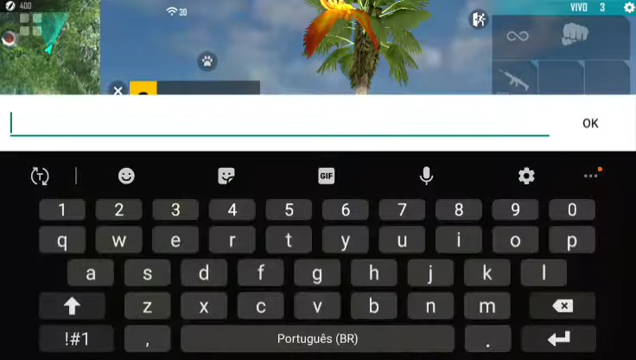 400
20
VIVO 3
OK
T
GIF
1 2 3 4 5 6 7 8 9 0
q w e r t y u i o p
a s d f g h j k l
z x c v b n m
!#1 , Português (BR) .